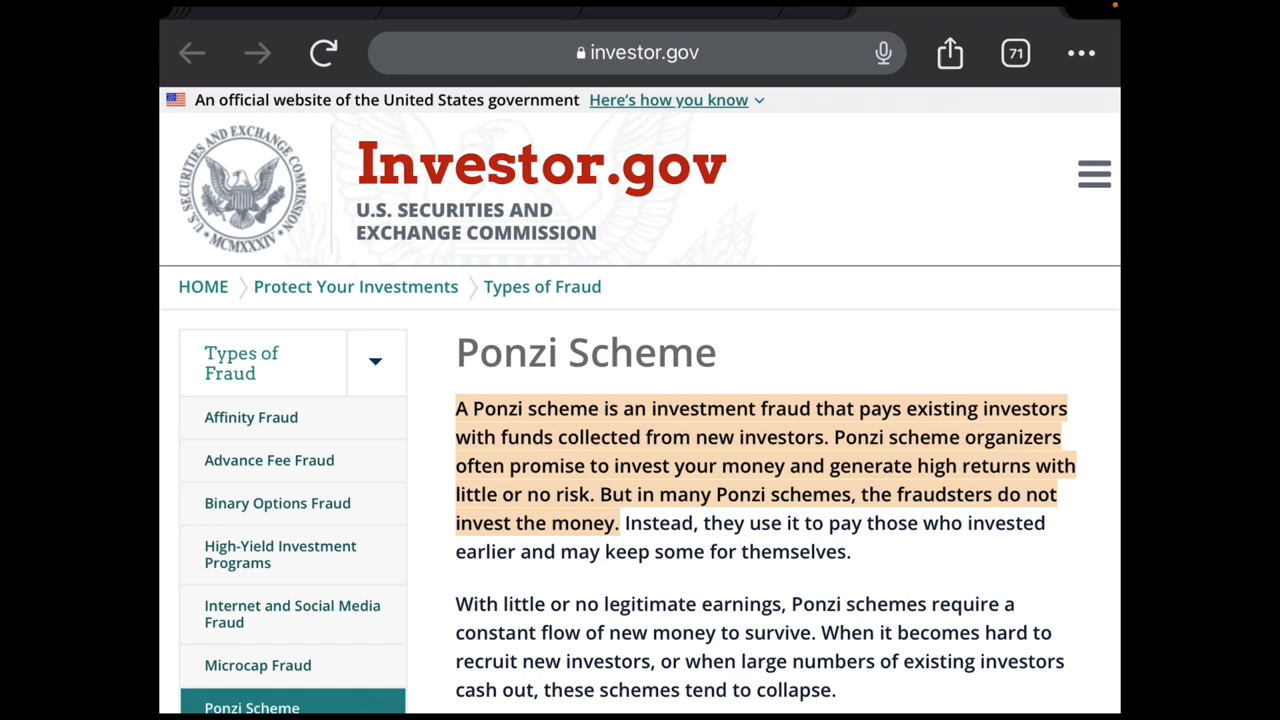 investor.gov
71
An official website of the United States government Here's how you know
U.S. SECURITIES AND EXCHANGE COMMISSION
MCMXXXIV
Investor.gov
U.S. SECURITIES AND
EXCHANGE COMMISSION
HOME Protect Your Investments Types of Fraud
Types of
Fraud
Affinity Fraud
Advance Fee Fraud
Binary Options Fraud
High-Yield Investment
Programs
Internet and Social Media
Fraud
Microcap Fraud
Ponzi Scheme
Ponzi Scheme
A Ponzi scheme is an investment fraud that pays existing investors
with funds collected from new investors. Ponzi scheme organizers
often promise to invest your money and generate high returns with
little or no risk. But in many Ponzi schemes, the fraudsters do not
invest the money. Instead, they use it to pay those who invested
earlier and may keep some for themselves.
With little or no legitimate earnings, Ponzi schemes require a
constant flow of new money to survive. When it becomes hard to
recruit new investors, or when large numbers of existing investors
cash out, these schemes tend to collapse.